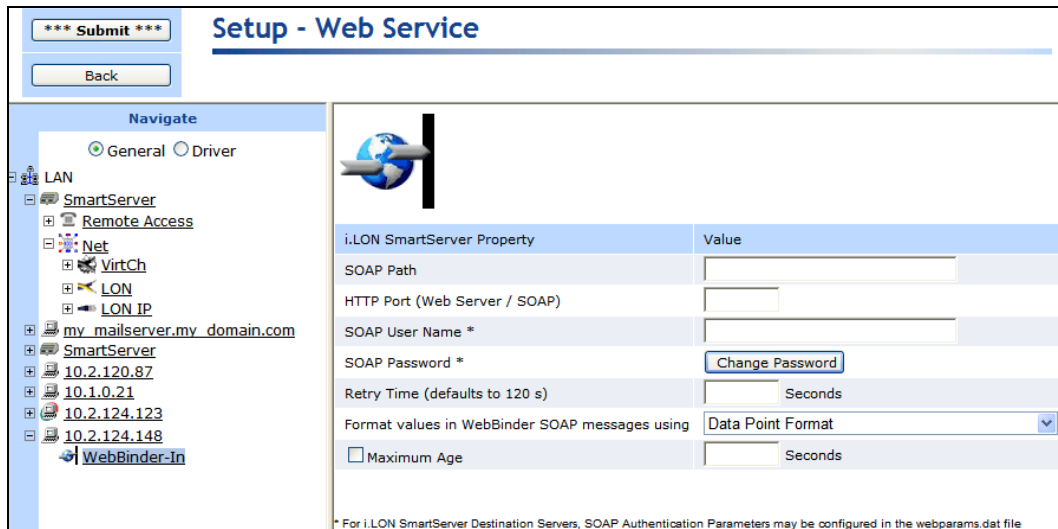 *** Submit ***
Setup - Web Service
Back
Navigate
General Driver
LAN
SmartServer
Remote Access
Net
VirtCh
LON
LON IP
my_mailserver.my_domain.com
SmartServer
10.2.120.87
10.1.0.21
10.2.124.123
10.2.124.148
WebBinder-In
i.LON SmartServer Property Value
SOAP Path
HTTP Port (Web Server / SOAP)
SOAP User Name *
SOAP Password * Change Password
Retry Time (defaults to 120 s) Seconds
Format values in WebBinder SOAP messages using Data Point Format
Maximum Age Seconds
* For i.LON SmartServer Destination Servers, SOAP Authentication Parameters may be configured in the webparams.dat file